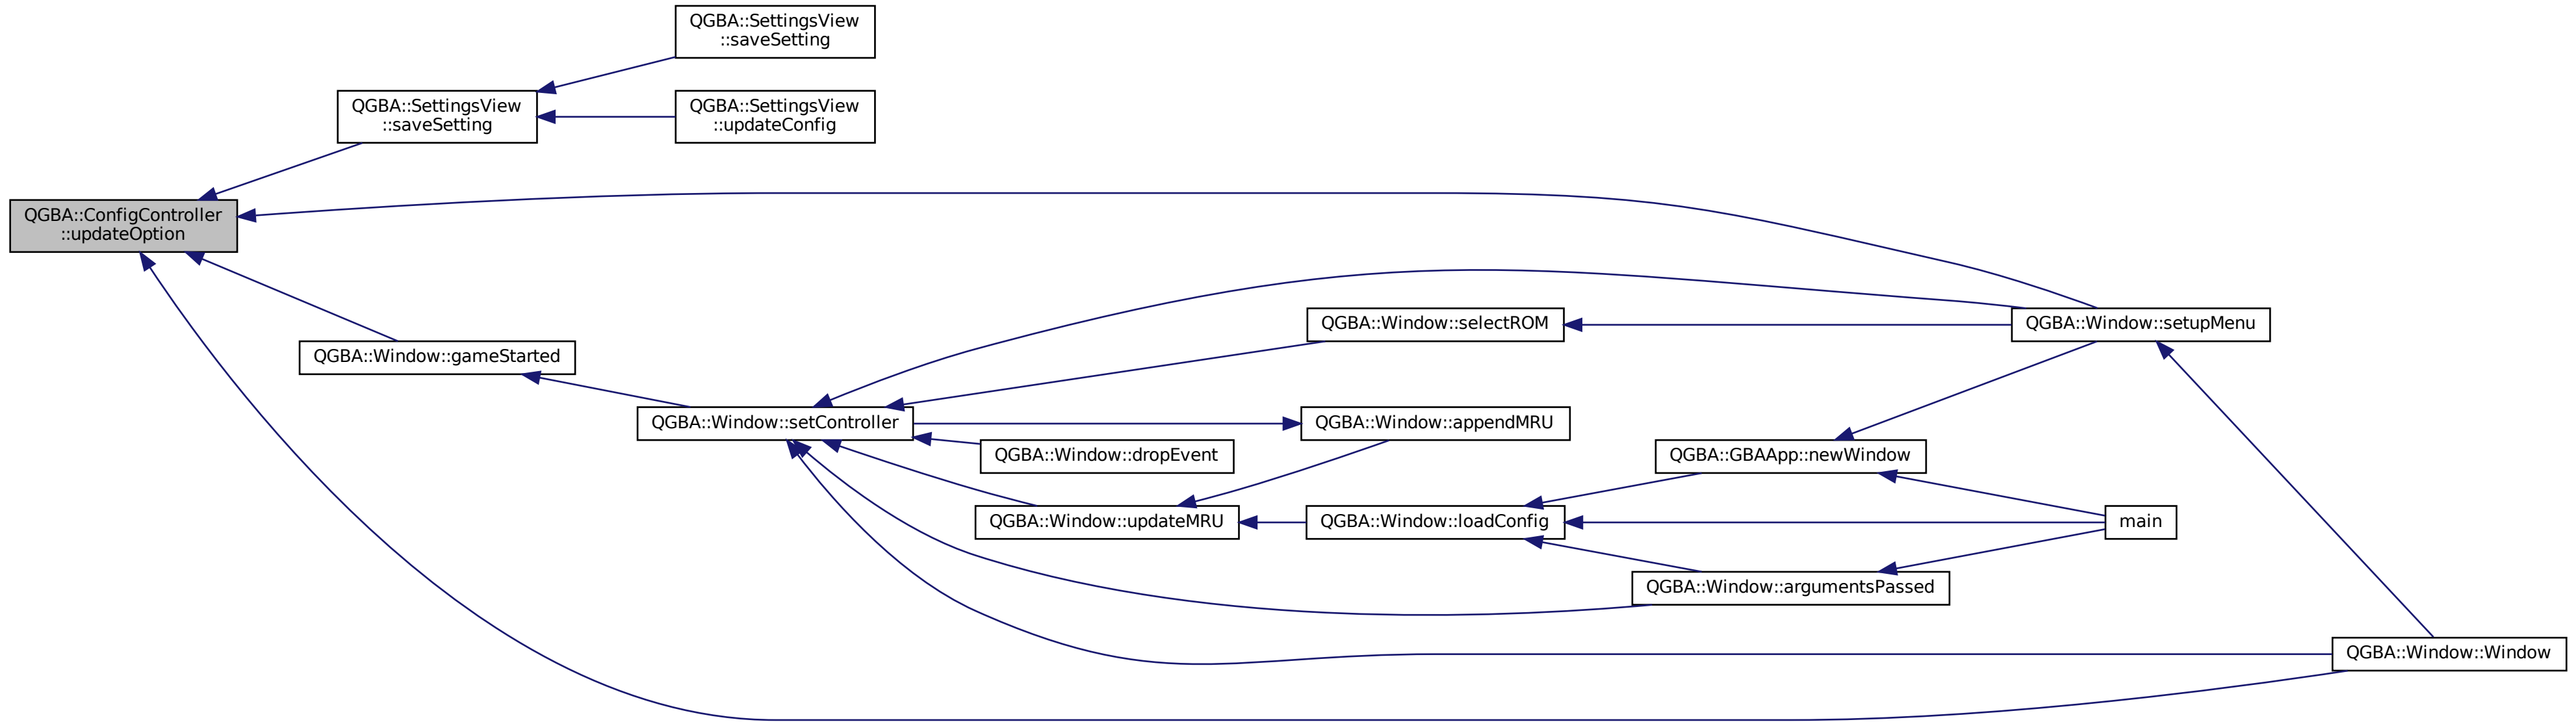 QGBA::SettingsView
::saveSetting
QGBA::SettingsView
::saveSetting
QGBA::SettingsView
::updateConfig
QGBA::ConfigController
::updateOption
QGBA::Window::selectROM
QGBA::Window::setupMenu
QGBA::Window::gameStarted
QGBA::Window::setController
QGBA::Window::appendMRU
QGBA::Window::dropEvent
QGBA::GBAApp::newWindow
QGBA::Window::updateMRU
QGBA::Window::loadConfig
main
QGBA::Window::argumentsPassed
QGBA::Window::Window